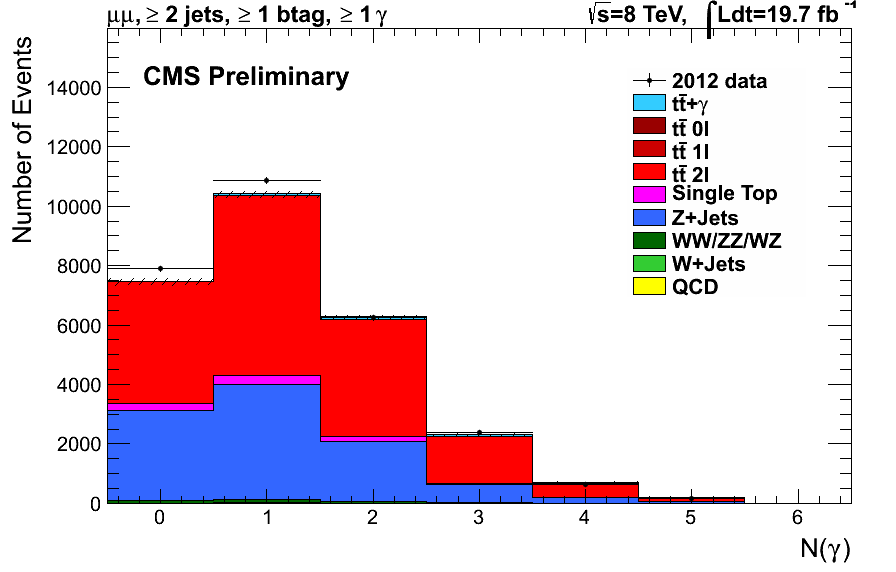 μμ, ≥ 2 jets, ≥ 1 btag, ≥ 1 γ
√s=8 TeV, ∫Ldt=19.7 fb⁻¹
CMS Preliminary
Number of Events
14000
12000
10000
8000
6000
4000
2000
0
2012 data
tt̄+γ
tt̄ 0l
tt̄ 1l
tt̄ 2l
Single Top
Z+Jets
WW/ZZ/WZ
W+Jets
QCD
0 1 2 3 4 5 6
N(γ)